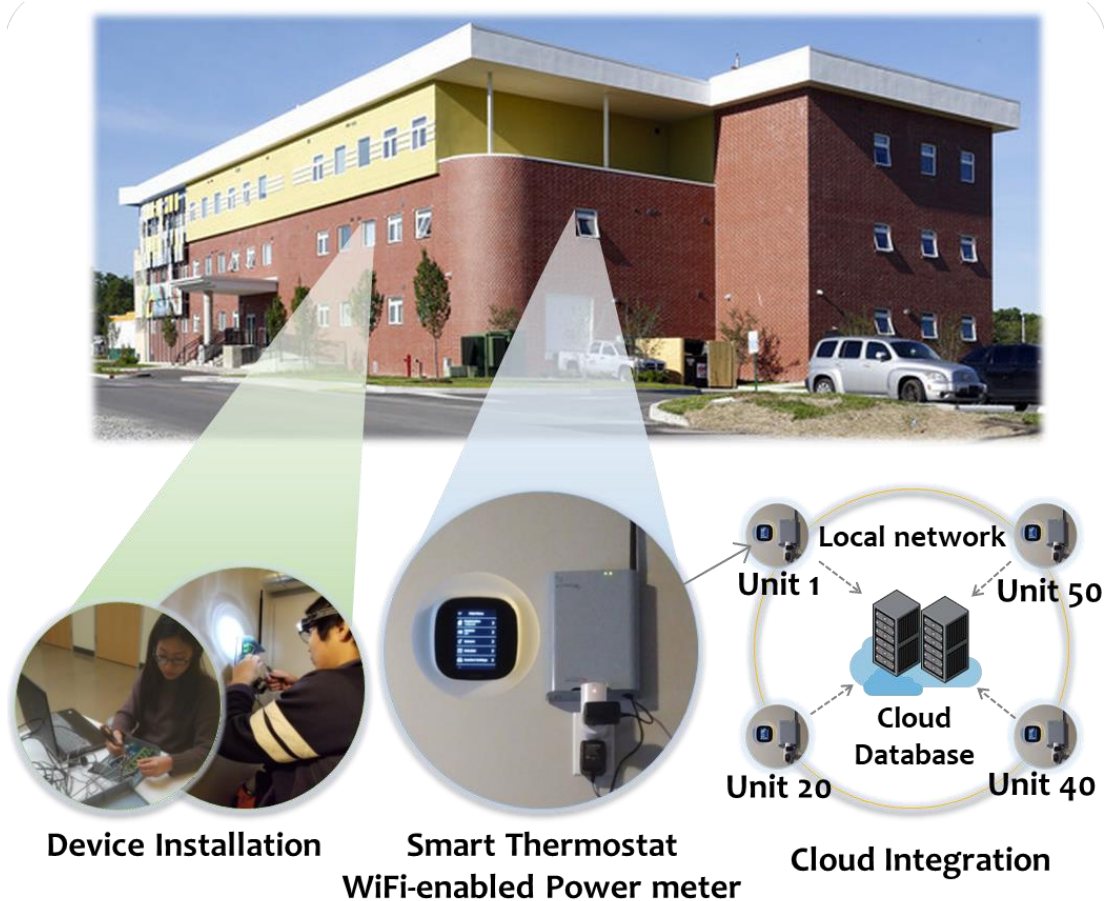 Local network
Unit 1
Unit 50
Cloud
Database
Unit 20
Unit 40
Device Installation
Smart Thermostat
WiFi-enabled Power meter
Cloud Integration